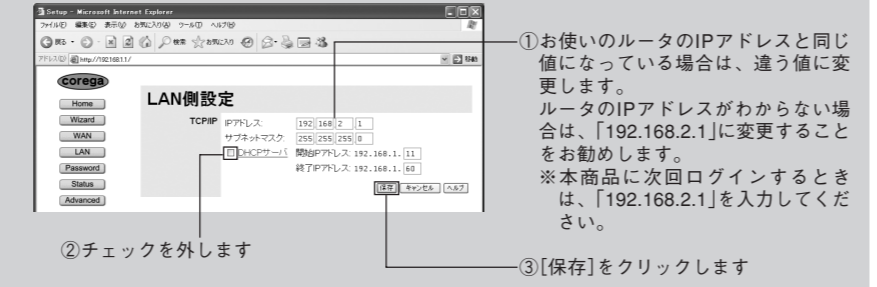 Setup - Microsoft Internet Explorer
ファイル(F) 編集(E) 表示(V) お気に入り(A) ツール(T) ヘルプ(H)
戻る 検索 お気に入り
アドレス(D) http://192.168.1.1/ 移動
corega
Home
Wizard
WAN
LAN
Password
Status
Advanced
LAN側設定
TCP/IP IPアドレス: 192 168 2 1
サブネットマスク: 255 255 255 0
DHCPサーバ 開始IPアドレス: 192.168.1. 11
終了IPアドレス: 192.168.1. 60
保存 キャンセル ヘルプ
①お使いのルータのIPアドレスと同じ
値になっている場合は、違う値に変
更します。
ルータのIPアドレスがわからない場
合は、「192.168.2.1」に変更すること
をお勧めします。
※本商品に次回ログインするとき
は、「192.168.2.1」を入力してくだ
さい。
②チェックを外します
③[保存]をクリックします